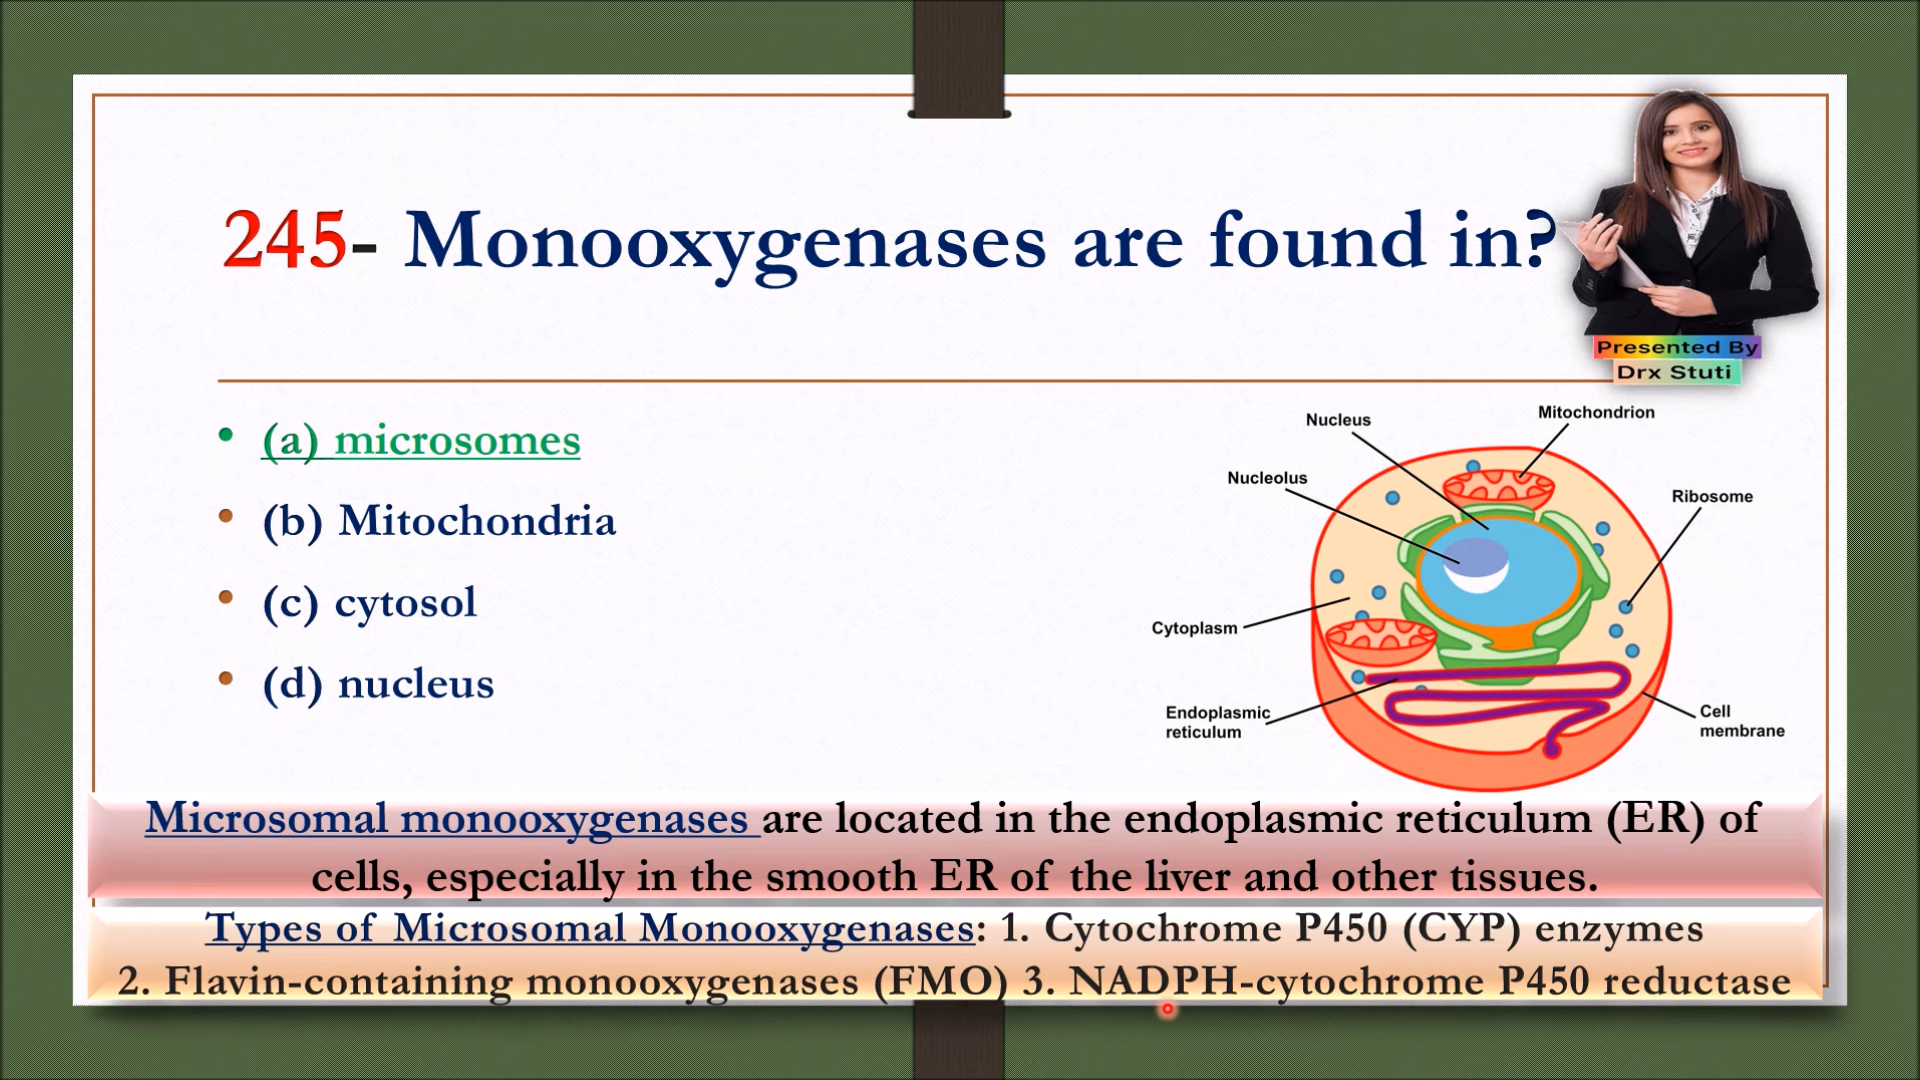 245- Monooxygenases are found in?
Presented By
Drx Stuti
• (a) microsomes
• (b) Mitochondria
• (c) cytosol
• (d) nucleus
Nucleus
Mitochondrion
Nucleolus
Ribosome
Cytoplasm
Endoplasmic
reticulum
Cell
membrane
Microsomal monooxygenases are located in the endoplasmic reticulum (ER) of
cells, especially in the smooth ER of the liver and other tissues.
Types of Microsomal Monooxygenases: 1. Cytochrome P450 (CYP) enzymes
2. Flavin-containing monooxygenases (FMO) 3. NADPH-cytochrome P450 reductase